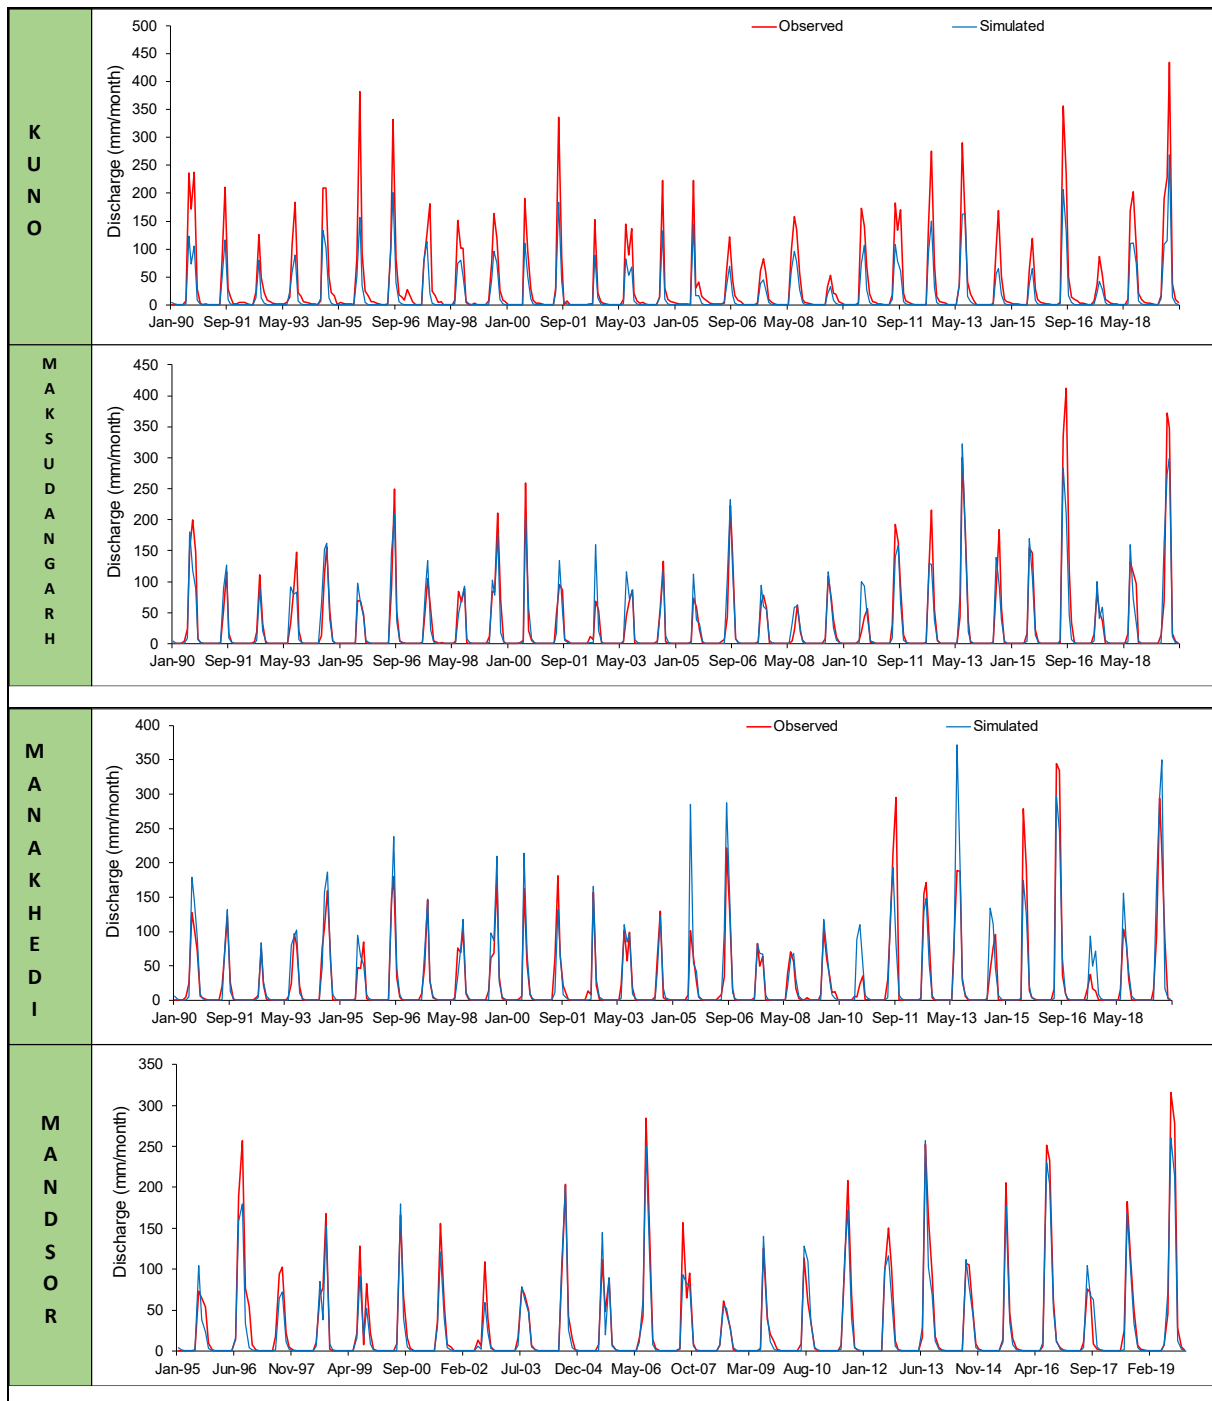 KUNO
Discharge (mm/month)
Observed Simulated
500
450
400
350
300
250
200
150
100
50
0
Jan-90 Sep-91 May-93 Jan-95 Sep-96 May-98 Jan-00 Sep-01 May-03 Jan-05 Sep-06 May-08 Jan-10 Sep-11 May-13 Jan-15 Sep-16 May-18
MAKSUDANGARH
Discharge (mm/month)
450
400
350
300
250
200
150
100
50
0
Jan-90 Sep-91 May-93 Jan-95 Sep-96 May-98 Jan-00 Sep-01 May-03 Jan-05 Sep-06 May-08 Jan-10 Sep-11 May-13 Jan-15 Sep-16 May-18
MANAKHEDI
Discharge (mm/month)
Observed Simulated
400
350
300
250
200
150
100
50
0
Jan-90 Sep-91 May-93 Jan-95 Sep-96 May-98 Jan-00 Sep-01 May-03 Jan-05 Sep-06 May-08 Jan-10 Sep-11 May-13 Jan-15 Sep-16 May-18
MANDSOR
Discharge (mm/month)
350
300
250
200
150
100
50
0
Jan-95 Jun-96 Nov-97 Apr-99 Sep-00 Feb-02 Jul-03 Dec-04 May-06 Oct-07 Mar-09 Aug-10 Jan-12 Jun-13 Nov-14 Apr-16 Sep-17 Feb-19